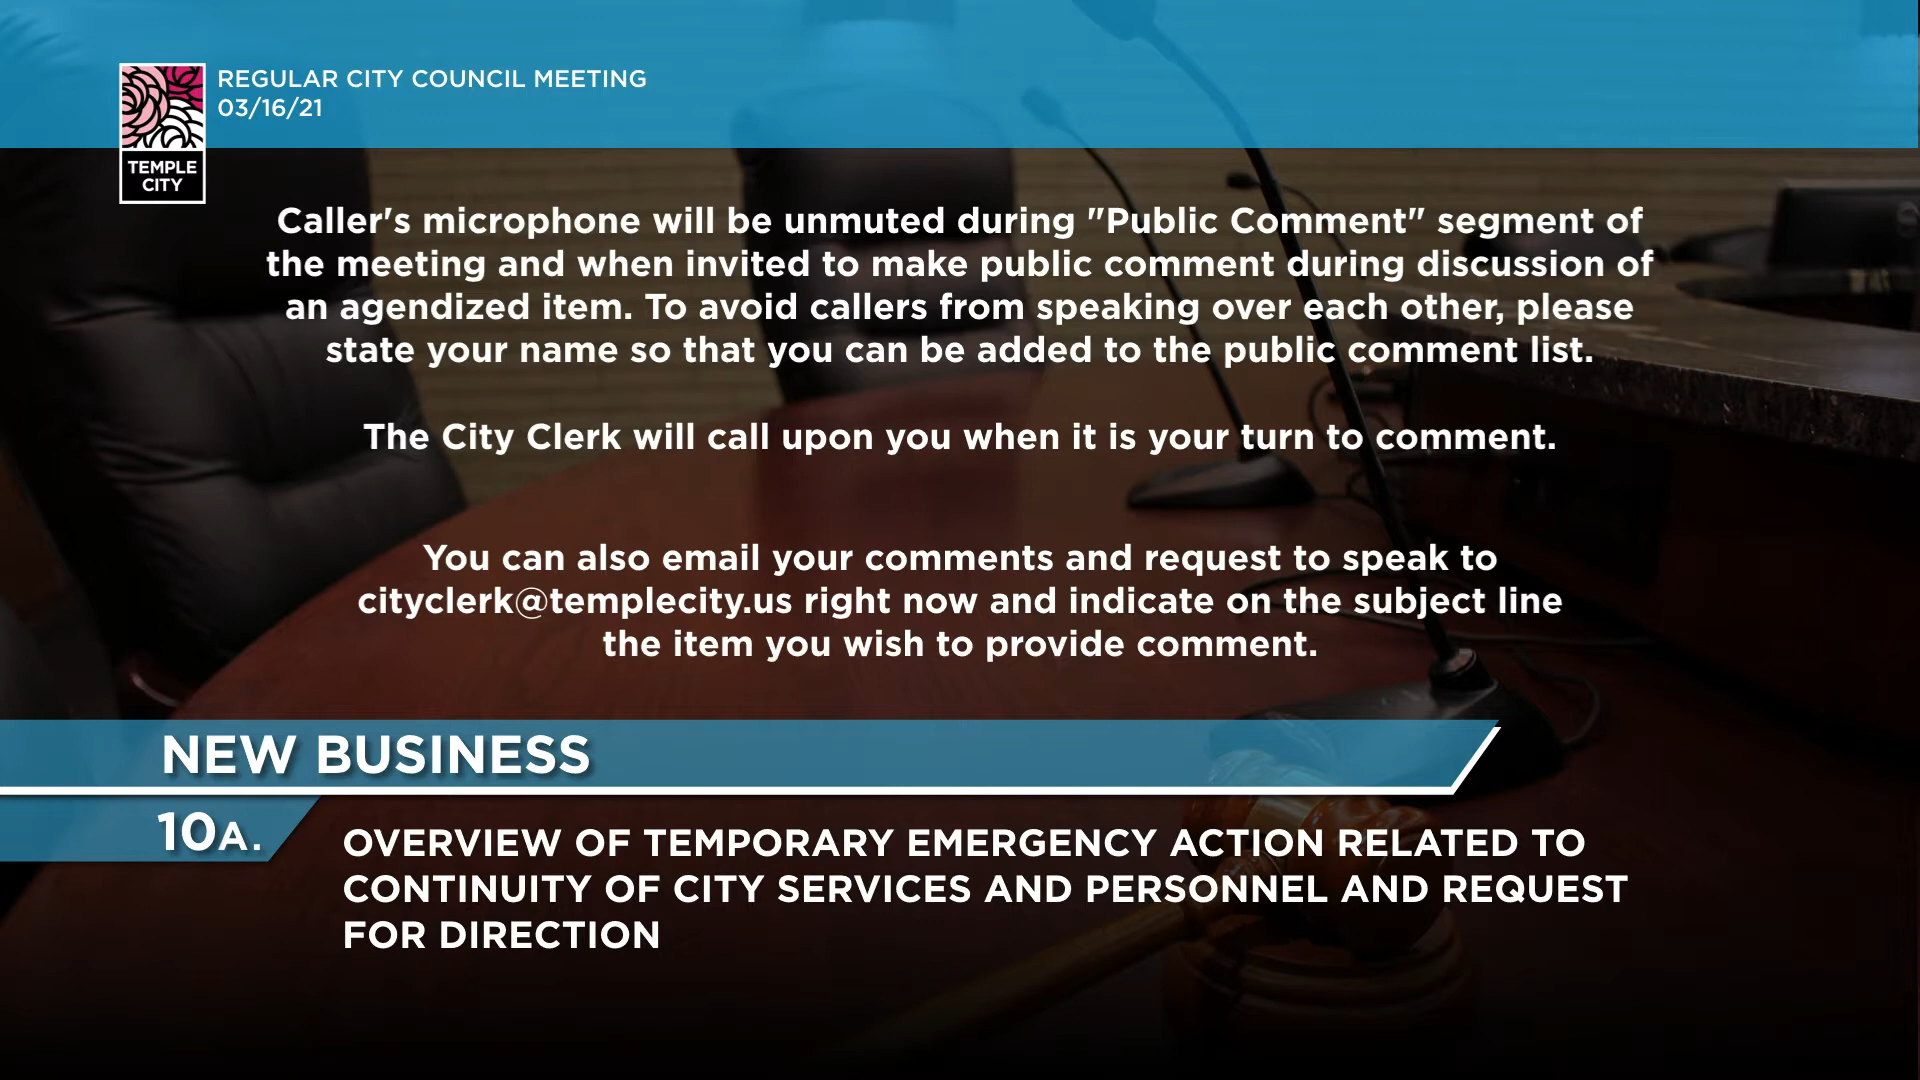 REGULAR CITY COUNCIL MEETING
03/16/21
TEMPLE
CITY
Caller's microphone will be unmuted during "Public Comment" segment of
the meeting and when invited to make public comment during discussion of
an agendized item. To avoid callers from speaking over each other, please
state your name so that you can be added to the public comment list.
The City Clerk will call upon you when it is your turn to comment.
You can also email your comments and request to speak to
cityclerk@templecity.us right now and indicate on the subject line
the item you wish to provide comment.
NEW BUSINESS
10A.
OVERVIEW OF TEMPORARY EMERGENCY ACTION RELATED TO
CONTINUITY OF CITY SERVICES AND PERSONNEL AND REQUEST
FOR DIRECTION